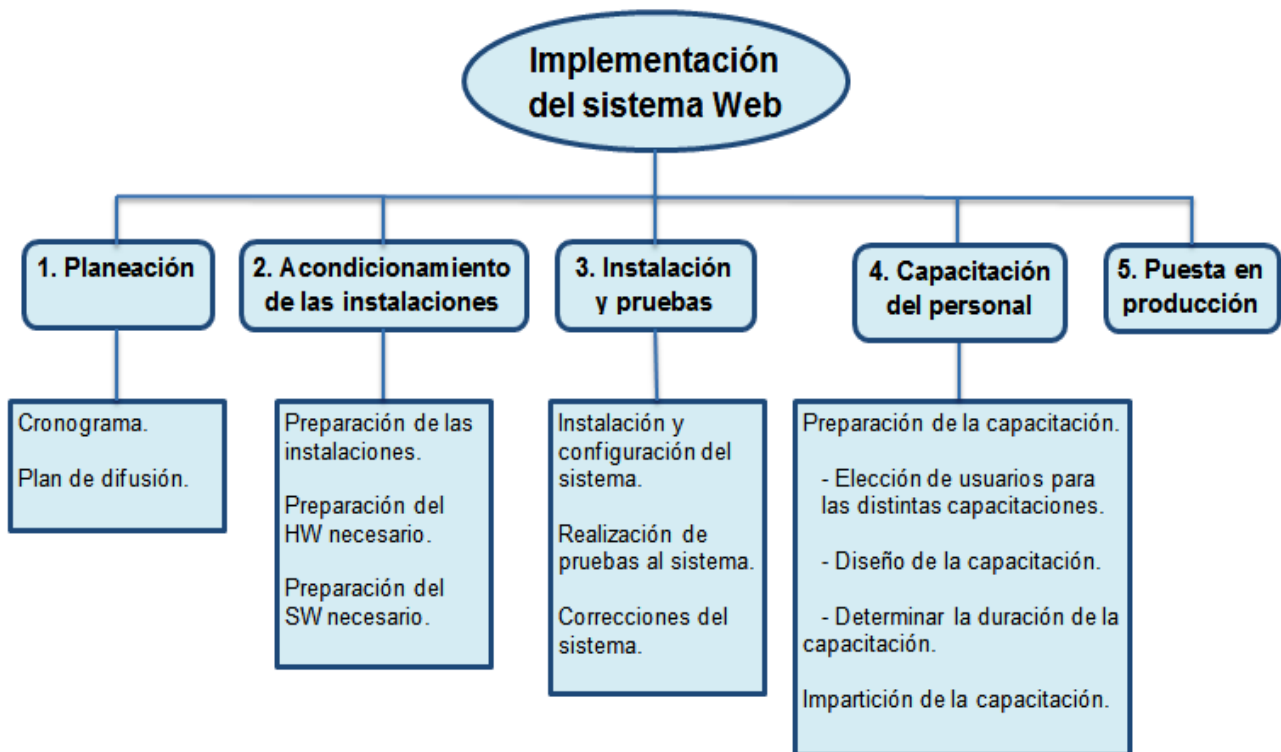 Implementación
del sistema Web
1. Planeación
2. Acondicionamiento
de las instalaciones
3. Instalación
y pruebas
4. Capacitación
del personal
5. Puesta en
producción
Cronograma.
Plan de difusión.
Preparación de las
instalaciones.
Preparación del
HW necesario.
Preparación del
SW necesario.
Instalación y
configuración del
sistema.
Realización de
pruebas al sistema.
Correcciones del
sistema.
Preparación de la capacitación.
- Elección de usuarios para
las distintas capacitaciones.
- Diseño de la capacitación.
- Determinar la duración de la
capacitación.
Impartición de la capacitación.